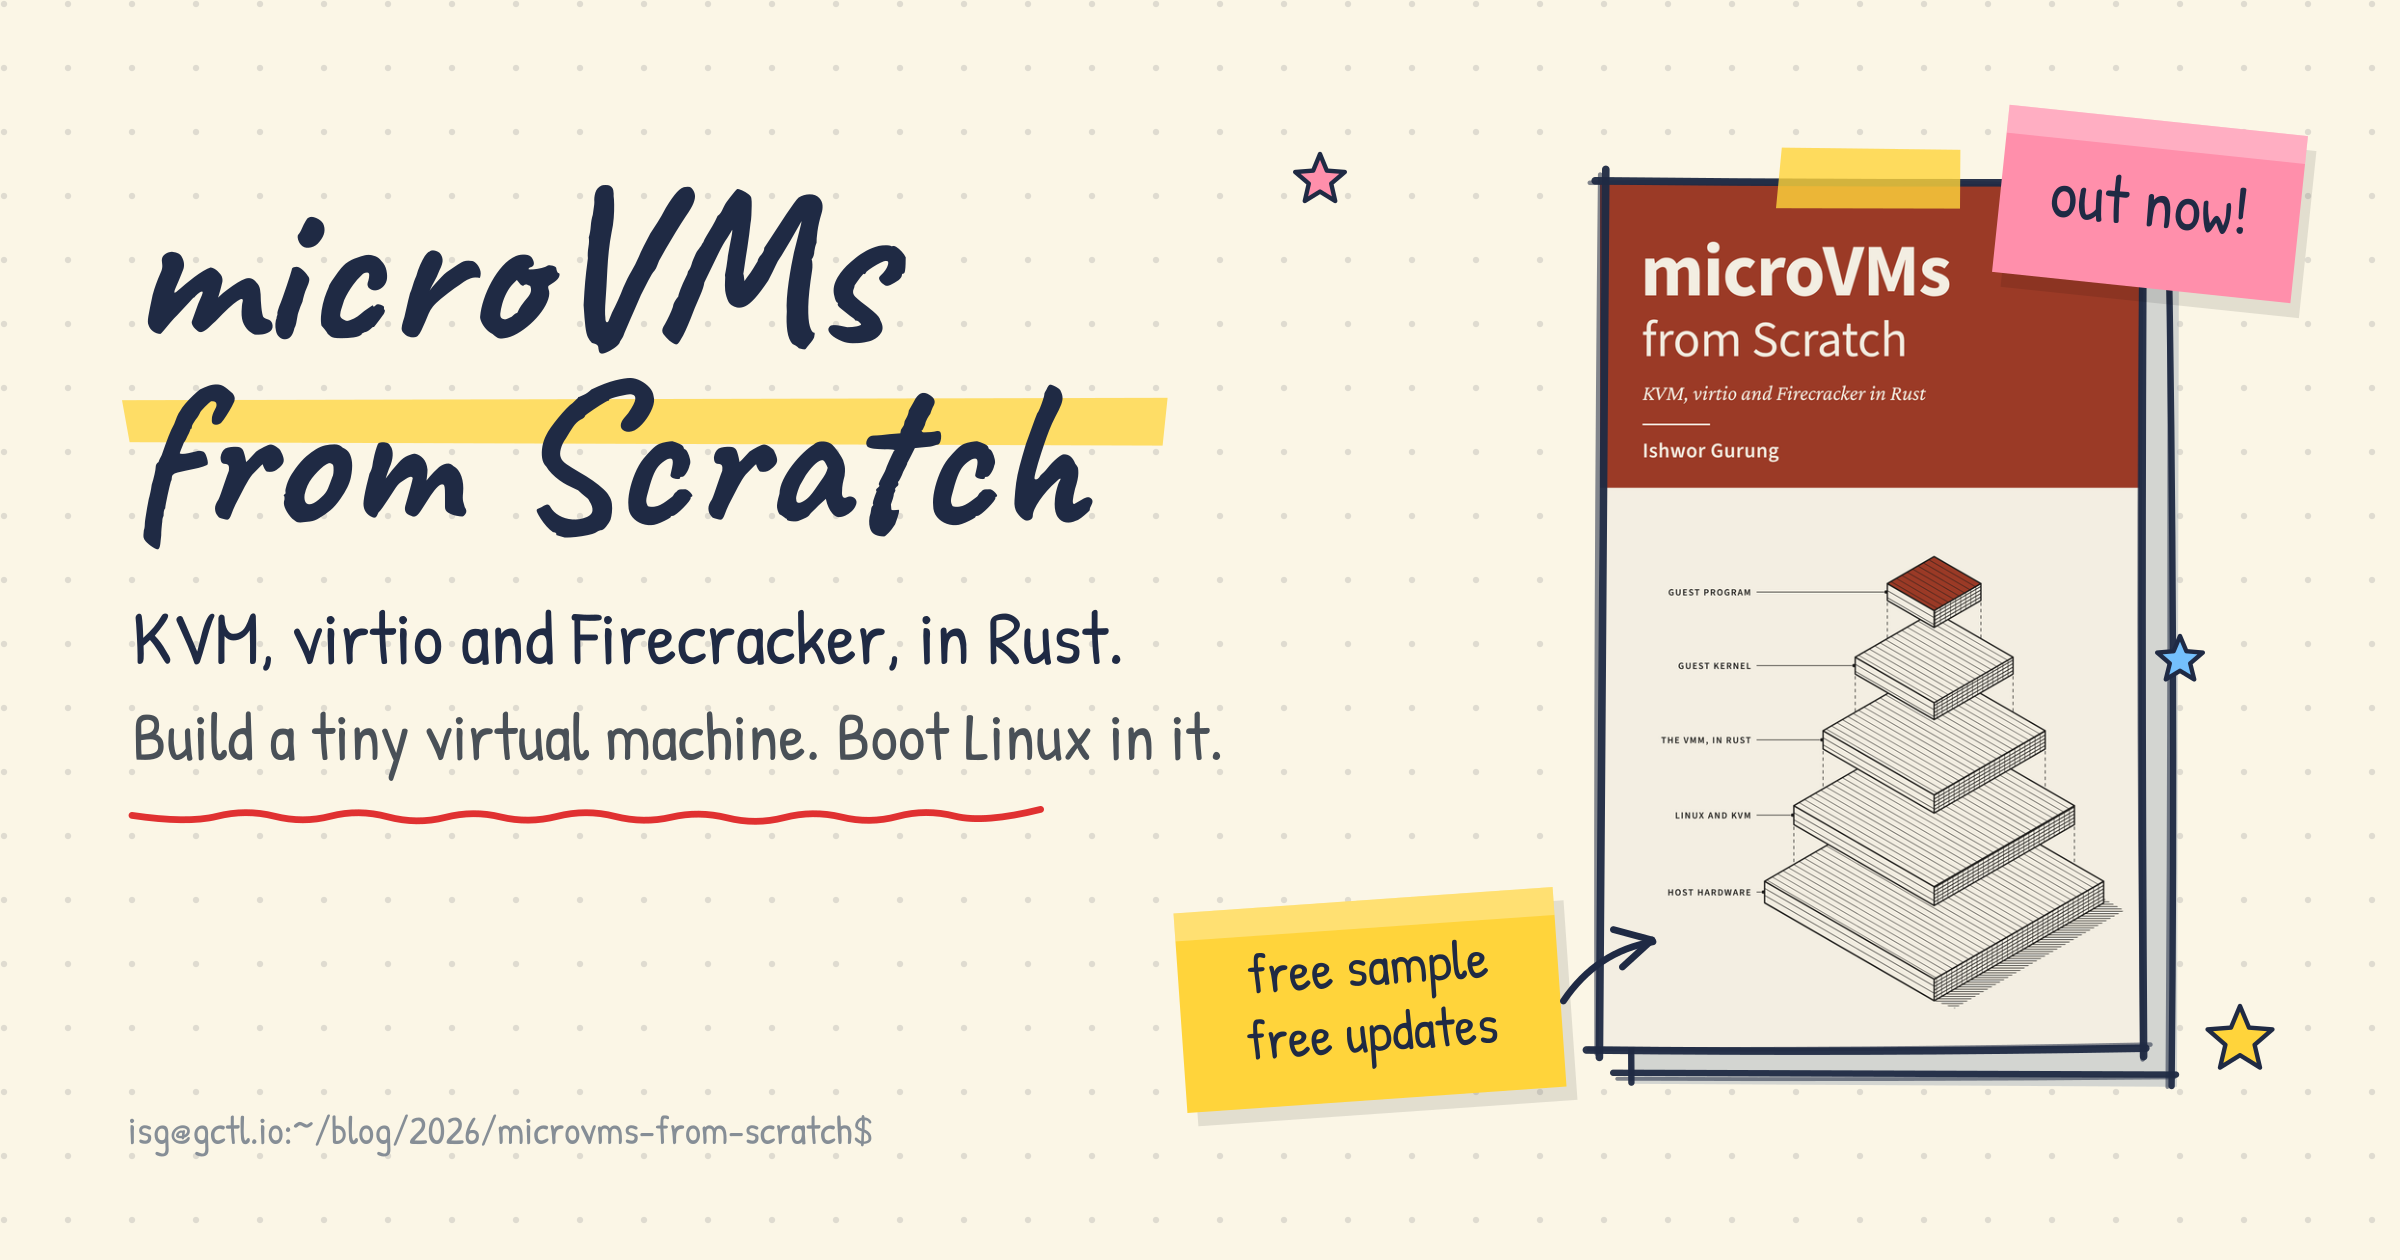 microVMs
from Scratch
KVM, virtio and Firecracker, in Rust.
Build a tiny virtual machine. Boot Linux in it.
isg@gctl.io:~/blog/2026/microvms-from-scratch$
free sample
free updates
out now!
microVMs
from Scratch
KVM, virtio and Firecracker in Rust
Ishwor Gurung
GUEST PROGRAM
GUEST KERNEL
THE VMM, IN RUST
LINUX AND KVM
HOST HARDWARE